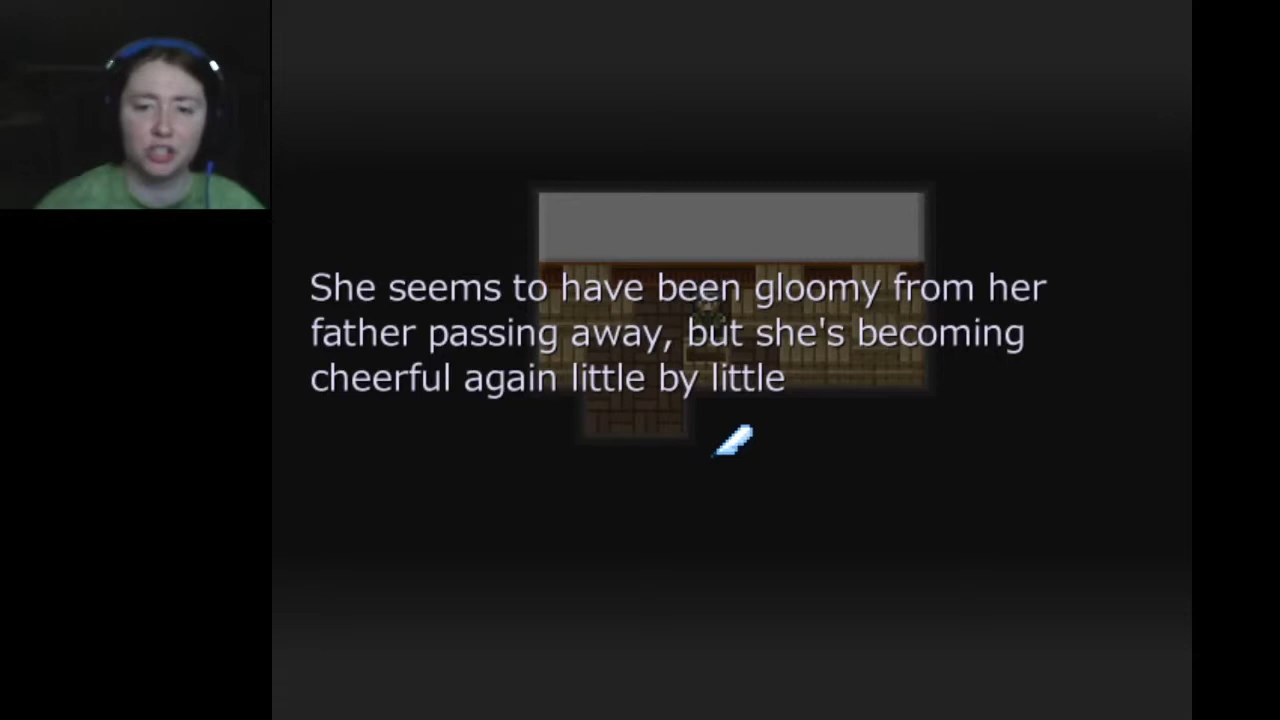 She seems to have been gloomy from her
father passing away, but she's becoming
cheerful again little by little